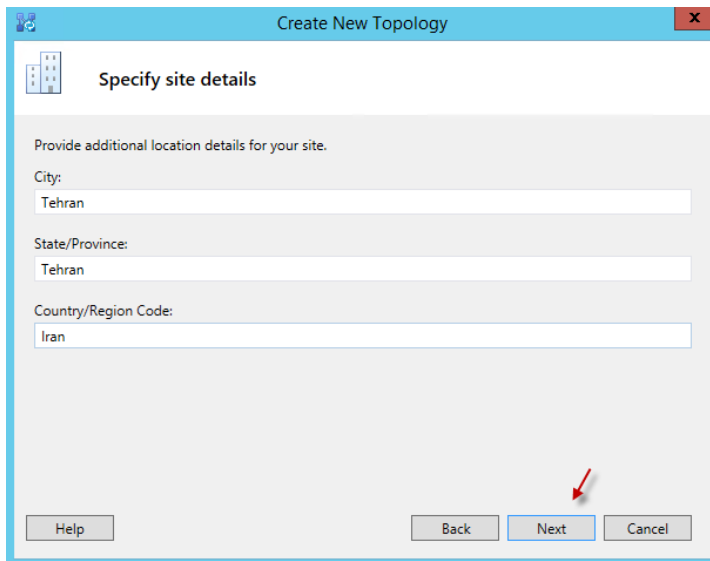 Create New Topology
x
Specify site details
Provide additional location details for your site.
City:
Tehran
State/Province:
Tehran
Country/Region Code:
Iran
Help Back Next Cancel